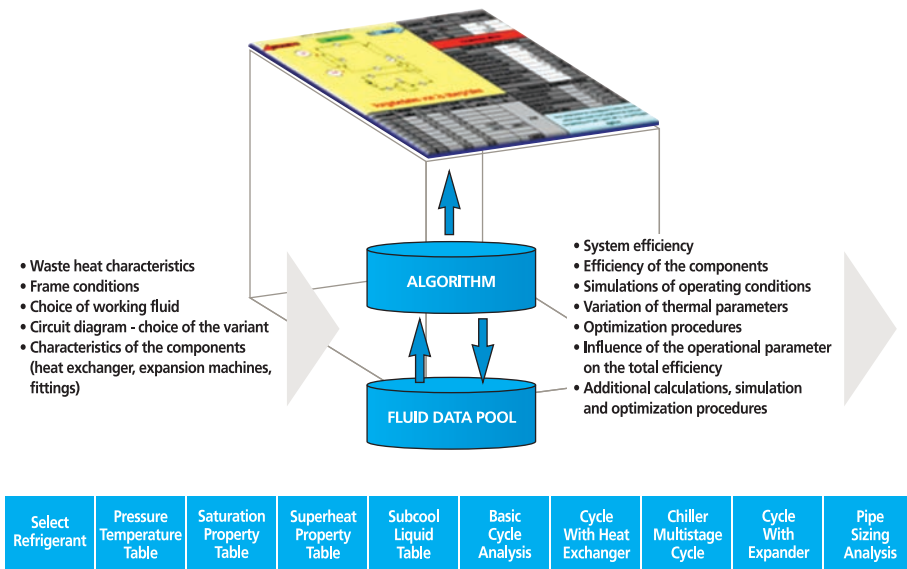 • Waste heat characteristics
• Frame conditions
• Choice of working fluid
• Circuit diagram - choice of the variant
• Characteristics of the components
(heat exchanger, expansion machines,
fittings)
ALGORITHM
FLUID DATA POOL
• System efficiency
• Efficiency of the components
• Simulations of operating conditions
• Variation of thermal parameters
• Optimization procedures
• Influence of the operational parameter
on the total efficiency
• Additional calculations, simulation
and optimization procedures
Select
Refrigerant
Pressure
Temperature
Table
Saturation
Property
Table
Superheat
Property
Table
Subcool
Liquid
Table
Basic
Cycle
Analysis
Cycle
With Heat
Exchanger
Chiller
Multistage
Cycle
Cycle
With
Expander
Pipe
Sizing
Analysis